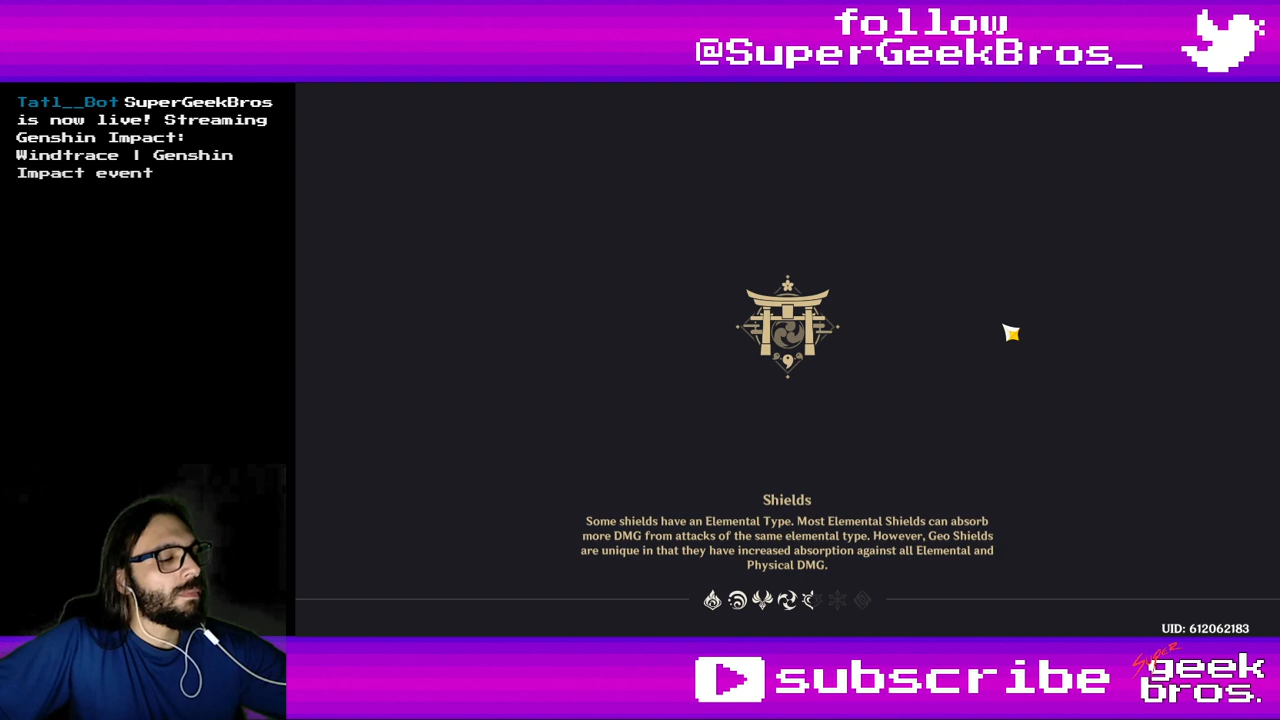 follow
@SuperGeekBros_
Tatl__Bot SuperGeekBros
is now live! Streaming
Genshin Impact:
Windtrace | Genshin
Impact event
Shields
Some shields have an Elemental Type. Most Elemental Shields can absorb
more DMG from attacks of the same elemental type. However, Geo Shields
are unique in that they have increased absorption against all Elemental and
Physical DMG.
UID: 612062183
subscribe
SUPER
geek
bros.